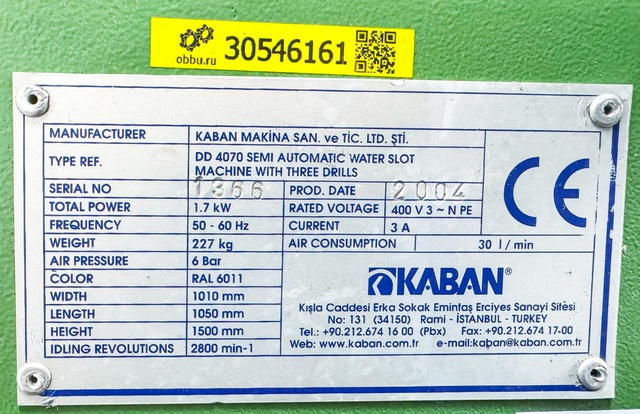 obbu.ru
30546161
MANUFACTURER KABAN MAKİNA SAN. ve TİC. LTD. ŞTİ.
TYPE REF. DD 4070 SEMI AUTOMATIC WATER SLOT
MACHINE WITH THREE DRILLS
SERIAL NO 1366 PROD. DATE 2004
TOTAL POWER 1.7 kW RATED VOLTAGE 400 V 3 ~ N PE
FREQUENCY 50 - 60 Hz CURRENT 3 A
WEIGHT 227 kg AIR CONSUMPTION 30 l / min
AIR PRESSURE 6 Bar
COLOR RAL 6011
WIDTH 1010 mm
LENGTH 1050 mm
HEIGHT 1500 mm
IDLING REVOLUTIONS 2800 min-1
CE
KABAN®
Kışla Caddesi Erka Sokak Emintaş Erciyes Sanayi Sitesi
No: 131 (34150) Rami - İSTANBUL - TURKEY
Tel.: +90.212.674 16 00 (Pbx) Fax: +90.212.674 17-00
Web: www.kaban.com.tr e-mail:kaban@kaban.com.tr